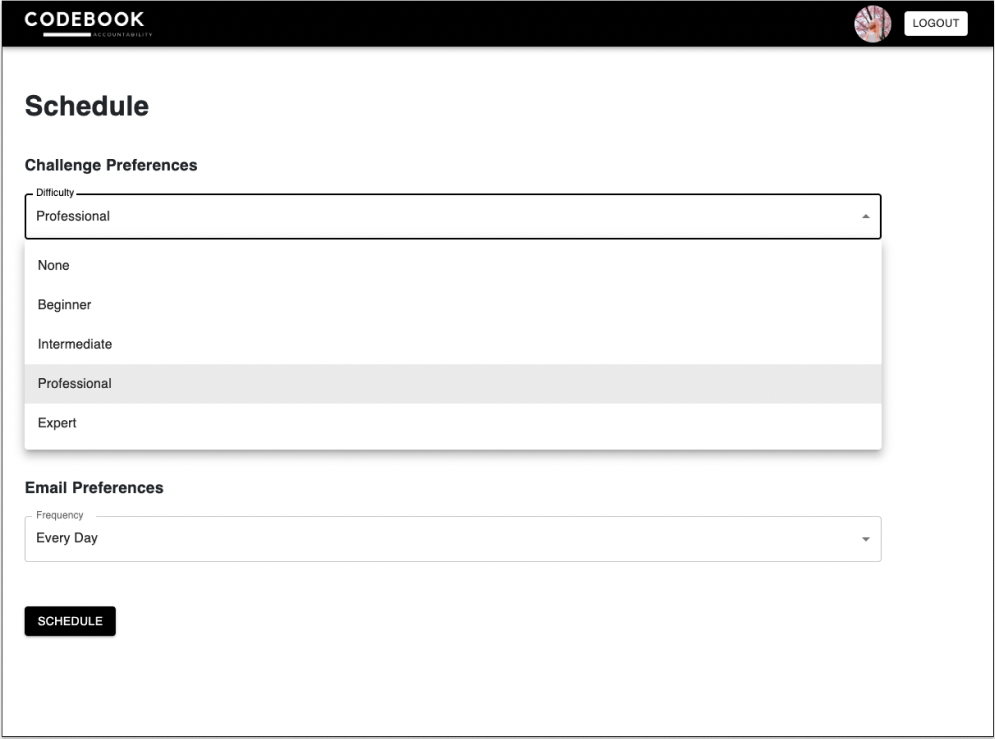 CODEBOOK
ACCOUNTABILITY
LOGOUT
Schedule
Challenge Preferences
Difficulty
Professional
None
Beginner
Intermediate
Professional
Expert
Email Preferences
Frequency
Every Day
SCHEDULE